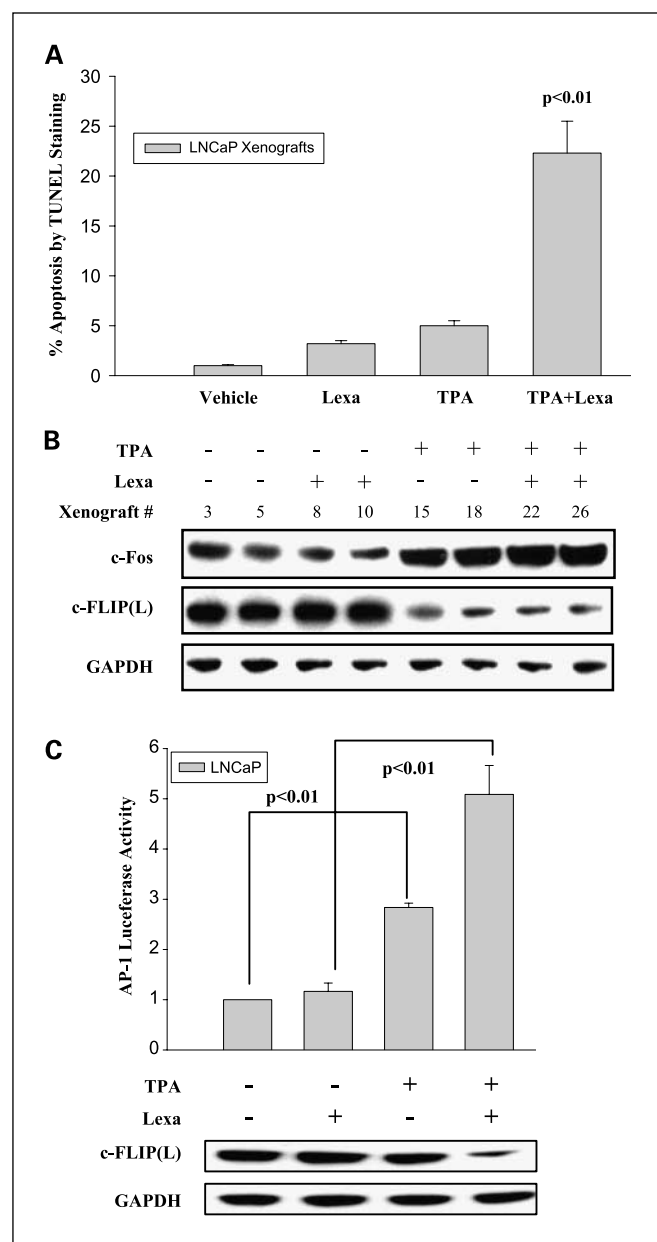 A
30
25
20
15
10
5
0
% Apoptosis by TUNEL Staining
LNCaP Xenografts
p<0.01
Vehicle Lexa TPA TPA+Lexa
B
TPA - - - - + + + +
Lexa - - + + - - + +
Xenograft # 3 5 8 10 15 18 22 26
c-Fos
c-FLIP(L)
GAPDH
C
6
5
4
3
2
1
0
AP-1 Luceferase Activity
LNCaP
p<0.01
p<0.01
TPA - - + +
Lexa - + - +
c-FLIP(L)
GAPDH